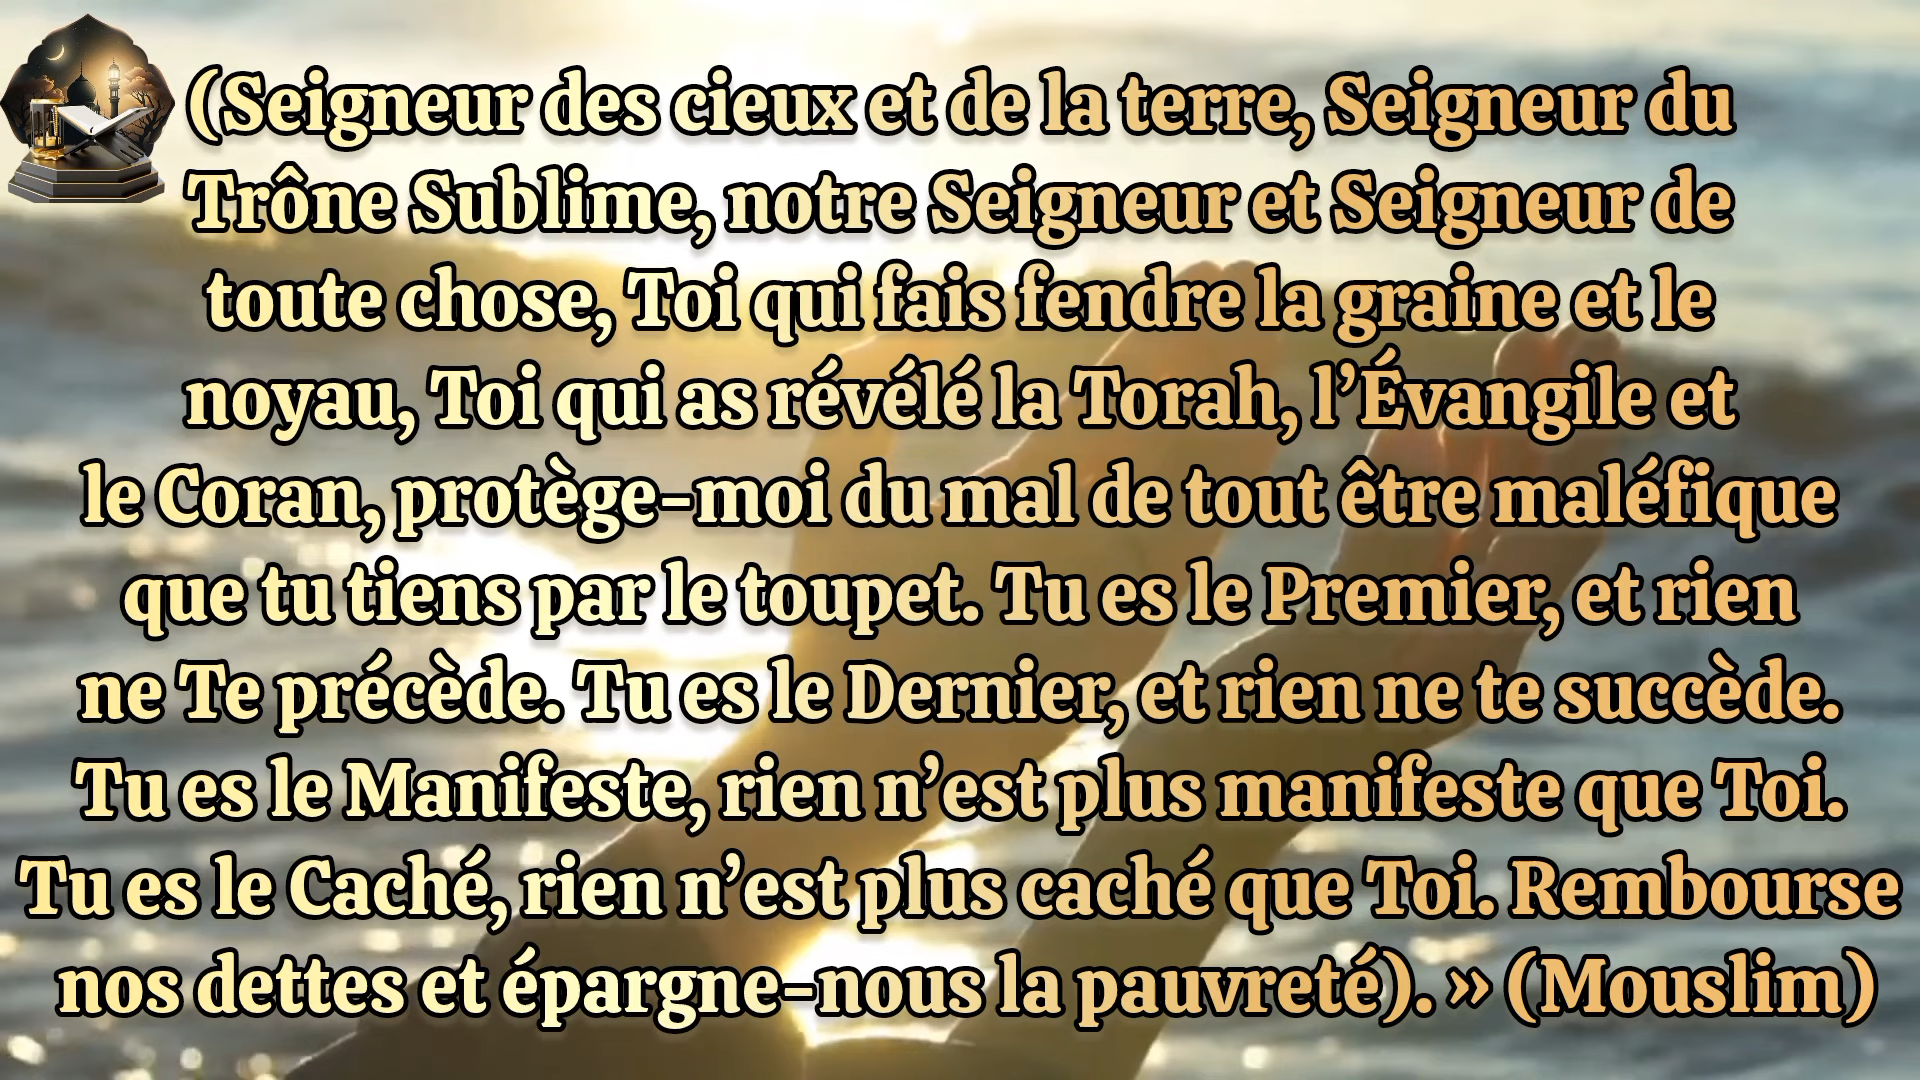 (Seigneur des cieux et de la terre, Seigneur du
Trône Sublime, notre Seigneur et Seigneur de
toute chose, Toi qui fais fendre la graine et le
noyau, Toi qui as révélé la Torah, l’Évangile et
le Coran, protège-moi du mal de tout être maléfique
que tu tiens par le toupet. Tu es le Premier, et rien
ne Te précède. Tu es le Dernier, et rien ne te succède.
Tu es le Manifeste, rien n’est plus manifeste que Toi.
Tu es le Caché, rien n’est plus caché que Toi. Rembourse
nos dettes et épargne-nous la pauvreté). » (Mouslim)